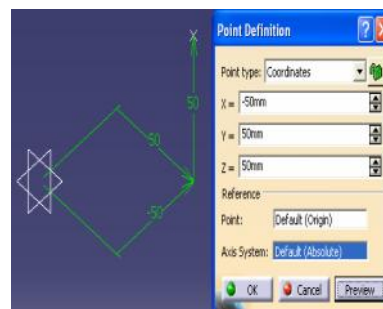 Point Definition
Point type: Coordinates
X = -50mm
Y = 50mm
Z = 50mm
Reference
Point: Default (Origin)
Axis System: Default (Absolute)
OK Cancel Preview
50
50
-50